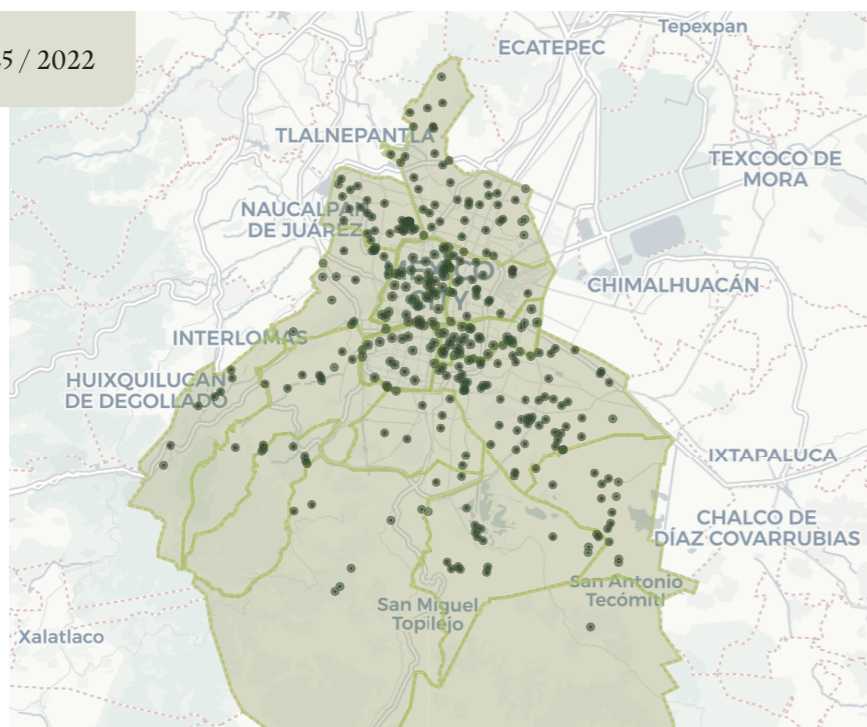 5 / 2022
Tepexpan
ECATEPEC
TLALNEPANTLA
TEXCOCO DE
MORA
NAUCALPAN
DE JUÁREZ
CHIMALHUACÁN
INTERLOMAS
HUIXQUILUCAN
DE DEGOLLADO
IXTAPALUCA
CHALCO DE
DÍAZ COVARRUBIAS
San Antonio
Tecómitl
San Miguel
Topilejo
Xalatlaco